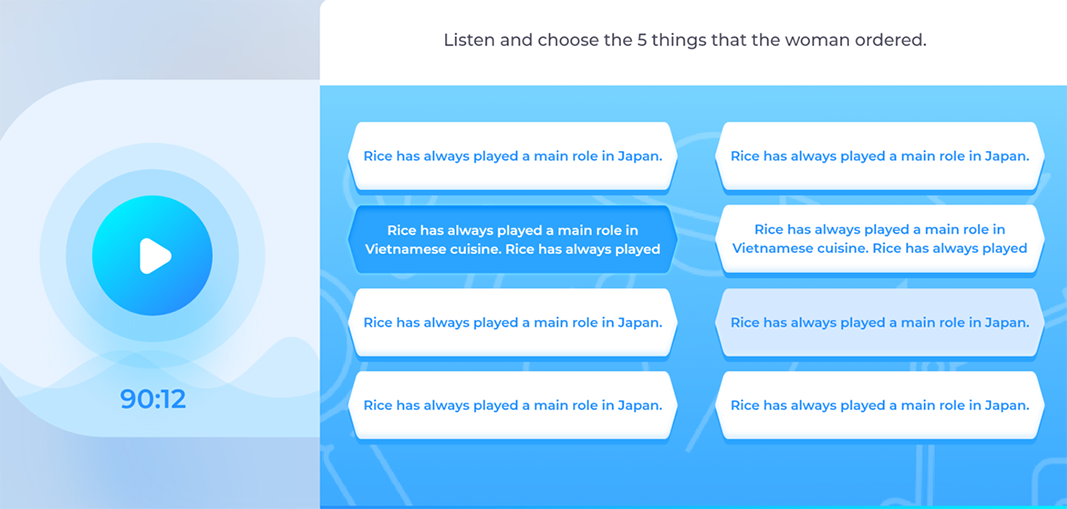 Listen and choose the 5 things that the woman ordered.
Rice has always played a main role in Japan.
Rice has always played a main role in Japan.
Rice has always played a main role in
Vietnamese cuisine. Rice has always played
Rice has always played a main role in
Vietnamese cuisine. Rice has always played
Rice has always played a main role in Japan.
Rice has always played a main role in Japan.
Rice has always played a main role in Japan.
Rice has always played a main role in Japan.
90:12